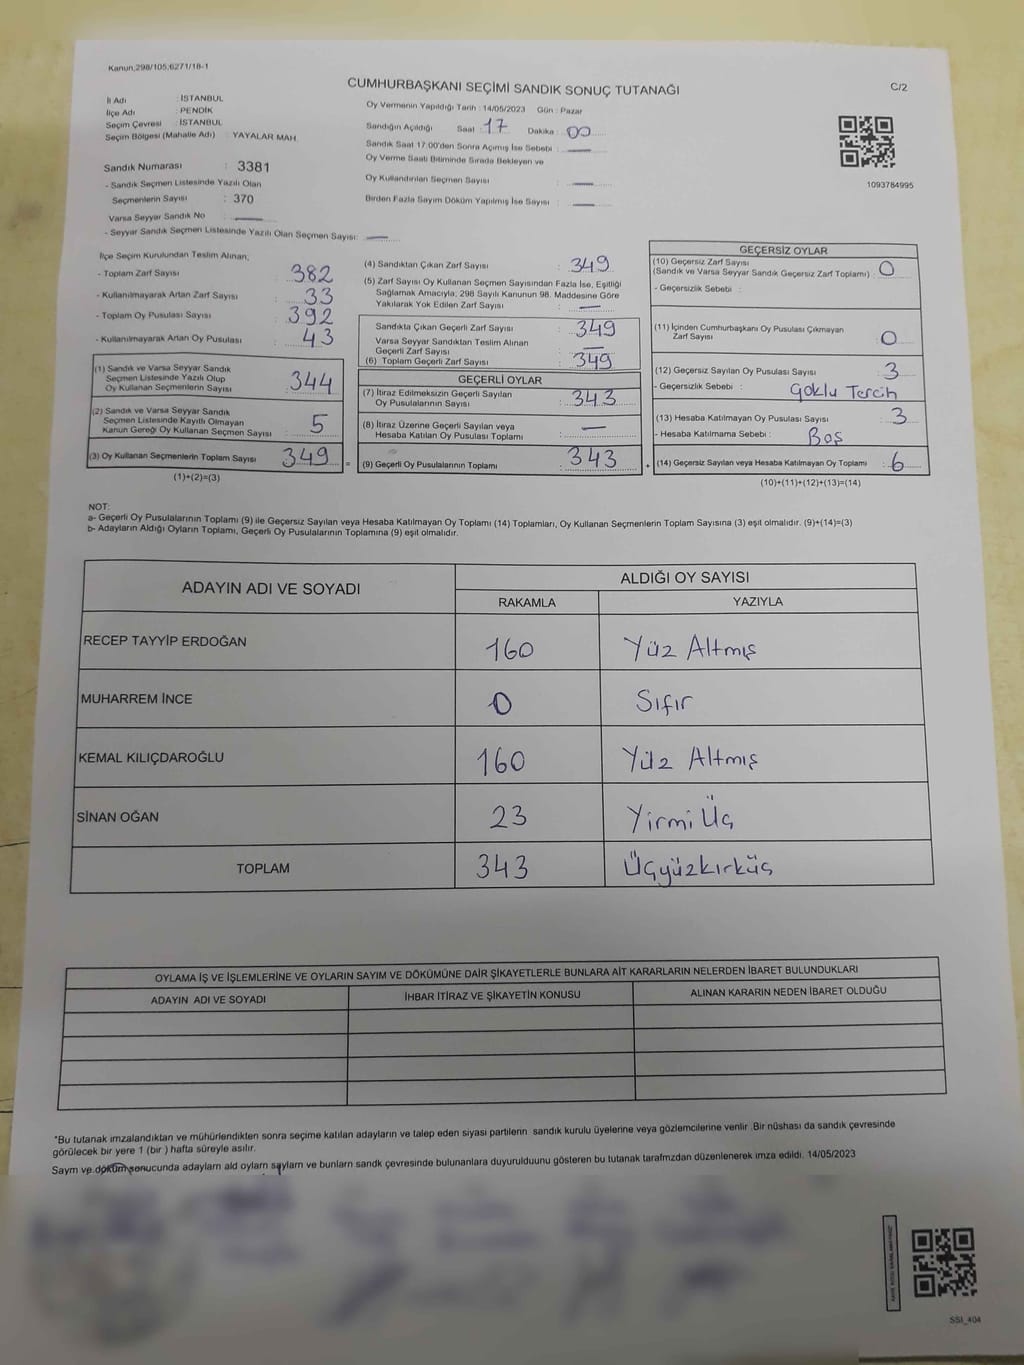 Kanun,298/105,6271/18-1
CUMHURBAŞKANI SEÇİMİ SANDIK SONUÇ TUTANAĞI
C/2
İl Adı : İSTANBUL
İlçe Adı : PENDİK
Seçim Çevresi : İSTANBUL
Seçim Bölgesi (Mahalle Adı) : YAYALAR MAH.
Oy Vermenin Yapıldığı Tarih : 14/05/2023 Gün : Pazar
Sandığın Açıldığı Saat : 17 Dakika : 00
Sandık Saat 17.00'den Sonra Açımış İse Sebebi : —
Oy Verme Saati Bitiminde Sırada Bekleyen ve
Oy Kullandırılan Seçmen Sayısı : —
Birden Fazla Sayım Döküm Yapılmış İse Sayısı : —
1093784995
Sandık Numarası : 3381
- Sandık Seçmen Listesinde Yazılı Olan
Seçmenlerin Sayısı : 370
Varsa Seyyar Sandık No : —
- Seyyar Sandık Seçmen Listesinde Yazılı Olan Seçmen Sayısı: —
İlçe Seçim Kurulundan Teslim Alınan;
- Toplam Zarf Sayısı : 382
- Kullanılmayarak Artan Zarf Sayısı : 33
- Toplam Oy Pusulası Sayısı : 392
- Kullanılmayarak Artan Oy Pusulası : 43
(1) Sandık ve Varsa Seyyar Sandık
Seçmen Listesinde Yazılı Olup
Oy Kullanan Seçmenlerin Sayısı : 344
(2) Sandık ve Varsa Seyyar Sandık
Seçmen Listesinde Kayıtlı Olmayan
Kanun Gereği Oy Kullanan Seçmen Sayısı : 5
(3) Oy Kullanan Seçmenlerin Toplam Sayısı : 349 =
(1)+(2)=(3)
(4) Sandıktan Çıkan Zarf Sayısı : 349
(5) Zarf Sayısı Oy Kullanan Seçmen Sayısından Fazla İse, Eşitliği
Sağlamak Amacıyla; 298 Sayılı Kanunun 98. Maddesine Göre
Yakılarak Yok Edilen Zarf Sayısı : —
Sandıkta Çıkan Geçerli Zarf Sayısı : 349
Varsa Seyyar Sandıktan Teslim Alınan
Geçerli Zarf Sayısı : —
(6) Toplam Geçerli Zarf Sayısı : 349
GEÇERLİ OYLAR
(7) İtiraz Edilmeksizin Geçerli Sayılan
Oy Pusulalarının Sayısı : 343
(8) İtiraz Üzerine Geçerli Sayılan veya
Hesaba Katılan Oy Pusulası Toplamı : —
(9) Geçerli Oy Pusulalarının Toplamı : 343 +
GEÇERSİZ OYLAR
(10) Geçersiz Zarf Sayısı
(Sandık ve Varsa Seyyar Sandık Geçersiz Zarf Toplamı) : 0
- Geçersizlik Sebebi :
(11) İçinden Cumhurbaşkanı Oy Pusulası Çıkmayan
Zarf Sayısı : 0
(12) Geçersiz Sayılan Oy Pusulası Sayısı : 3
- Geçersizlik Sebebi : Çoklu Tercih
(13) Hesaba Katılmayan Oy Pusulası Sayısı : 3
- Hesaba Katılmama Sebebi : Boş
(14) Geçersiz Sayılan veya Hesaba Katılmayan Oy Toplamı : 6
(10)+(11)+(12)+(13)=(14)
NOT:
a- Geçerli Oy Pusulalarının Toplamı (9) ile Geçersiz Sayılan veya Hesaba Katılmayan Oy Toplamı (14) Toplamları, Oy Kullanan Seçmenlerin Toplam Sayısına (3) eşit olmalıdır. (9)+(14)=(3)
b- Adayların Aldığı Oyların Toplamı, Geçerli Oy Pusulalarının Toplamına (9) eşit olmalıdır.
ADAYIN ADI VE SOYADI
ALDIĞI OY SAYISI
RAKAMLA YAZIYLA
RECEP TAYYİP ERDOĞAN 160 Yüz Altmış
MUHARREM İNCE 0 Sıfır
KEMAL KILIÇDAROĞLU 160 Yüz Altmış
SİNAN OĞAN 23 Yirmi Üç
TOPLAM 343 Üçyüzkırküç
OYLAMA İŞ VE İŞLEMLERİNE VE OYLARIN SAYIM VE DÖKÜMÜNE DAİR ŞİKAYETLERLE BUNLARA AİT KARARLARIN NELERDEN İBARET BULUNDUKLARI
ADAYIN ADI VE SOYADI İHBAR İTİRAZ VE ŞİKAYETİN KONUSU ALINAN KARARIN NEDEN İBARET OLDUĞU
*Bu tutanak imzalandıktan ve mühürlendikten sonra seçime katılan adayların ve talep eden siyasi partilerin sandık kurulu üyelerine veya gözlemcilerine verilir .Bir nüshası da sandık çevresinde
görülecek bir yere 1 (bir ) hafta süreyle asılır.
Saym ve döküm sonucunda adaylarn ald oylarn saylarn ve bunlarn sandk çevresinde bulunanlara duyurulduunu gösteren bu tutanak tarafmzdan düzenlenerek imza edildi. 14/05/2023
SSI_404